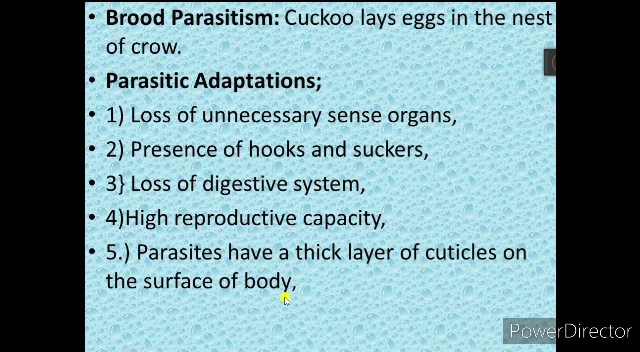 • Brood Parasitism: Cuckoo lays eggs in the nest
of crow.
• Parasitic Adaptations;
• 1) Loss of unnecessary sense organs,
• 2) Presence of hooks and suckers,
• 3} Loss of digestive system,
• 4)High reproductive capacity,
• 5.) Parasites have a thick layer of cuticles on
the surface of body,
PowerDirector